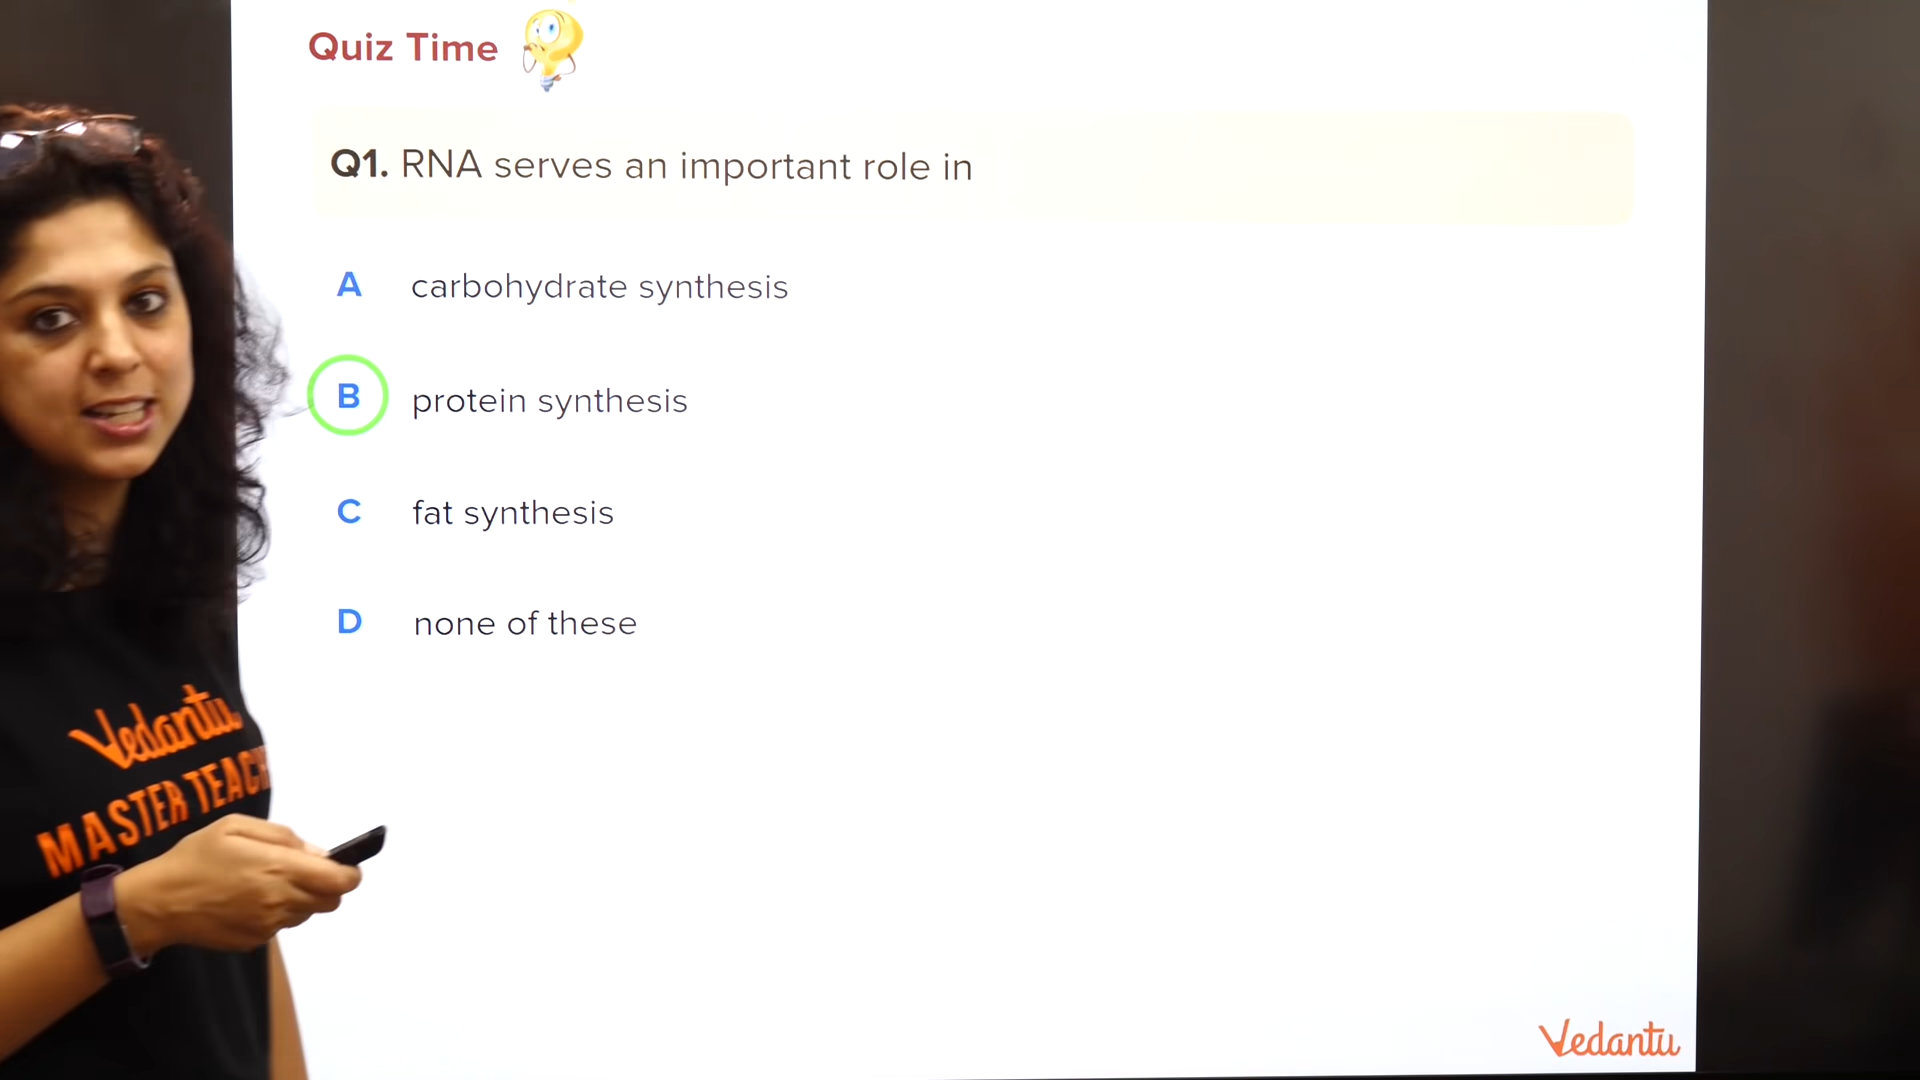 Quiz Time
Q1. RNA serves an important role in
A carbohydrate synthesis
B protein synthesis
C fat synthesis
D none of these
Vedantu
MASTER TEACH
Vedantu